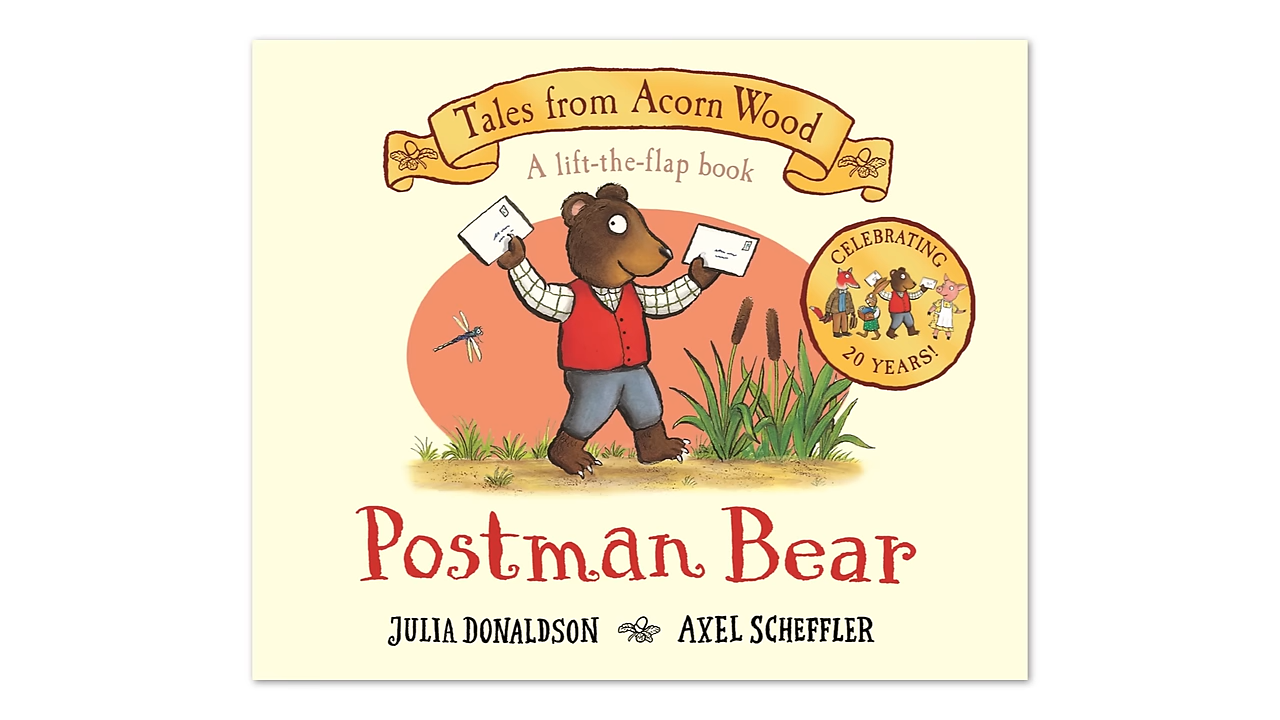 Tales from Acorn Wood
A lift-the-flap book
CELEBRATING
20 YEARS!
Postman Bear
JULIA DONALDSON AXEL SCHEFFLER